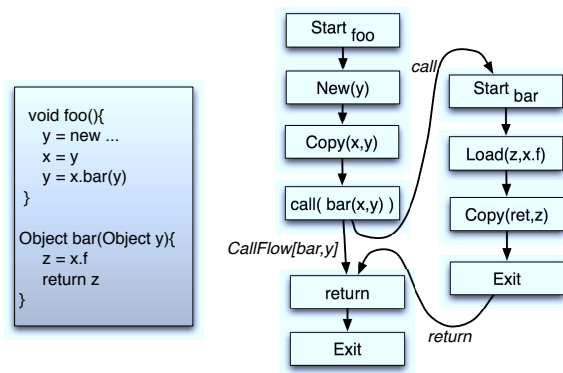 void foo(){
y = new ...
x = y
y = x.bar(y)
}
Object bar(Object y){
z = x.f
return z
}
Start foo
New(y)
Copy(x,y)
call( bar(x,y) )
CallFlow[bar,y]
return
Exit
call
Start bar
Load(z,x.f)
Copy(ret,z)
Exit
return